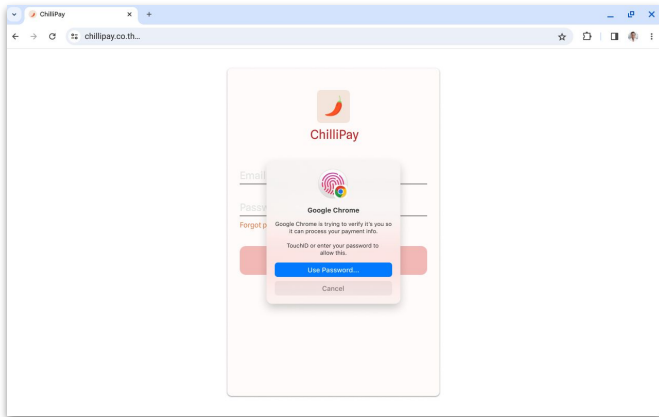 ChilliPay
chillipay.co.th...
ChilliPay
Email
Passw
Forgot p
Google Chrome
Google Chrome is trying to verify it's you so
it can process your payment info.
TouchID or enter your password to
allow this.
Use Password...
Cancel